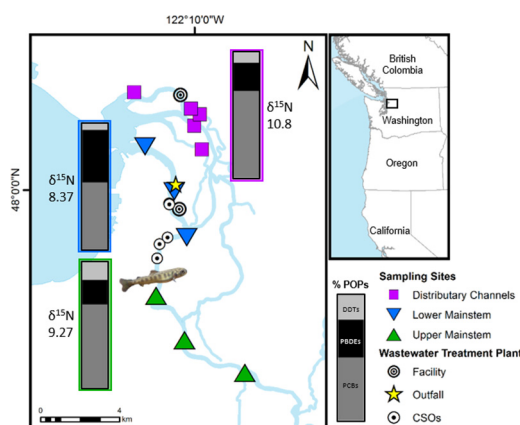 122°10'0"W
N
δ¹⁵N
10.8
δ¹⁵N
8.37
48°0'0"N
δ¹⁵N
9.27
0 2 4
km
British
Colombia
Washington
Oregon
California
% POPs
DDTs
PBDEs
PCBs
Sampling Sites
Distributary Channels
Lower Mainstem
Upper Mainstem
Wastewater Treatment Plant
Facility
Outfall
CSOs